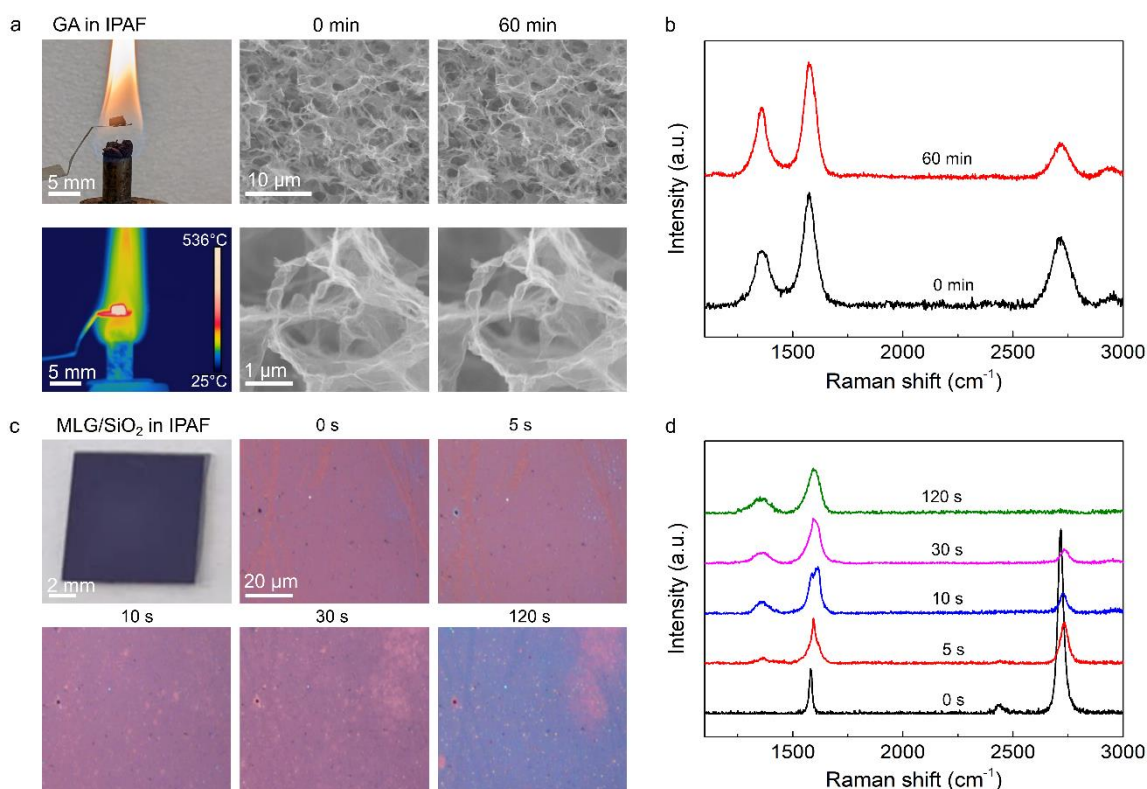 a
GA in IPAF
0 min
60 min
5 mm
10 µm
536°C
25°C
5 mm
1 µm
b
Intensity (a.u.)
60 min
0 min
1500
2000
2500
3000
Raman shift (cm⁻¹)
c
MLG/SiO₂ in IPAF
0 s
5 s
2 mm
20 µm
10 s
30 s
120 s
d
Intensity (a.u.)
120 s
30 s
10 s
5 s
0 s
1500
2000
2500
3000
Raman shift (cm⁻¹)